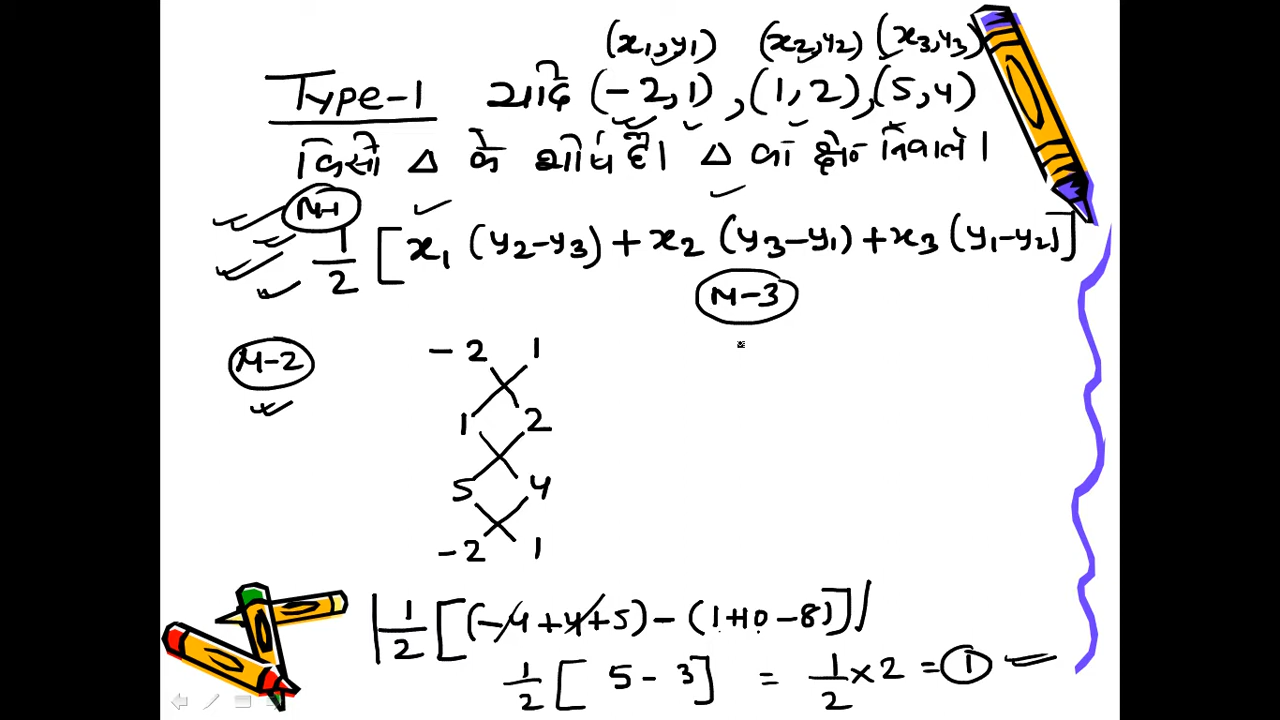 (x₁,y₁) (x₂,y₂) (x₃,y₃)
Type-1 यदि (-2,1), (1,2), (5,4)
किसी Δ के शीर्ष है। Δ का क्षे० निकाले।
M-1
1/2 [x₁ (y₂-y₃) + x₂ (y₃-y₁) + x₃ (y₁-y₂)]
M-3
M-2
-2 1
1 2
5 4
-2 1
|1/2 [(-4+4+5) - (1+10-8)]|
1/2 [5-3] = 1/2 × 2 = 1